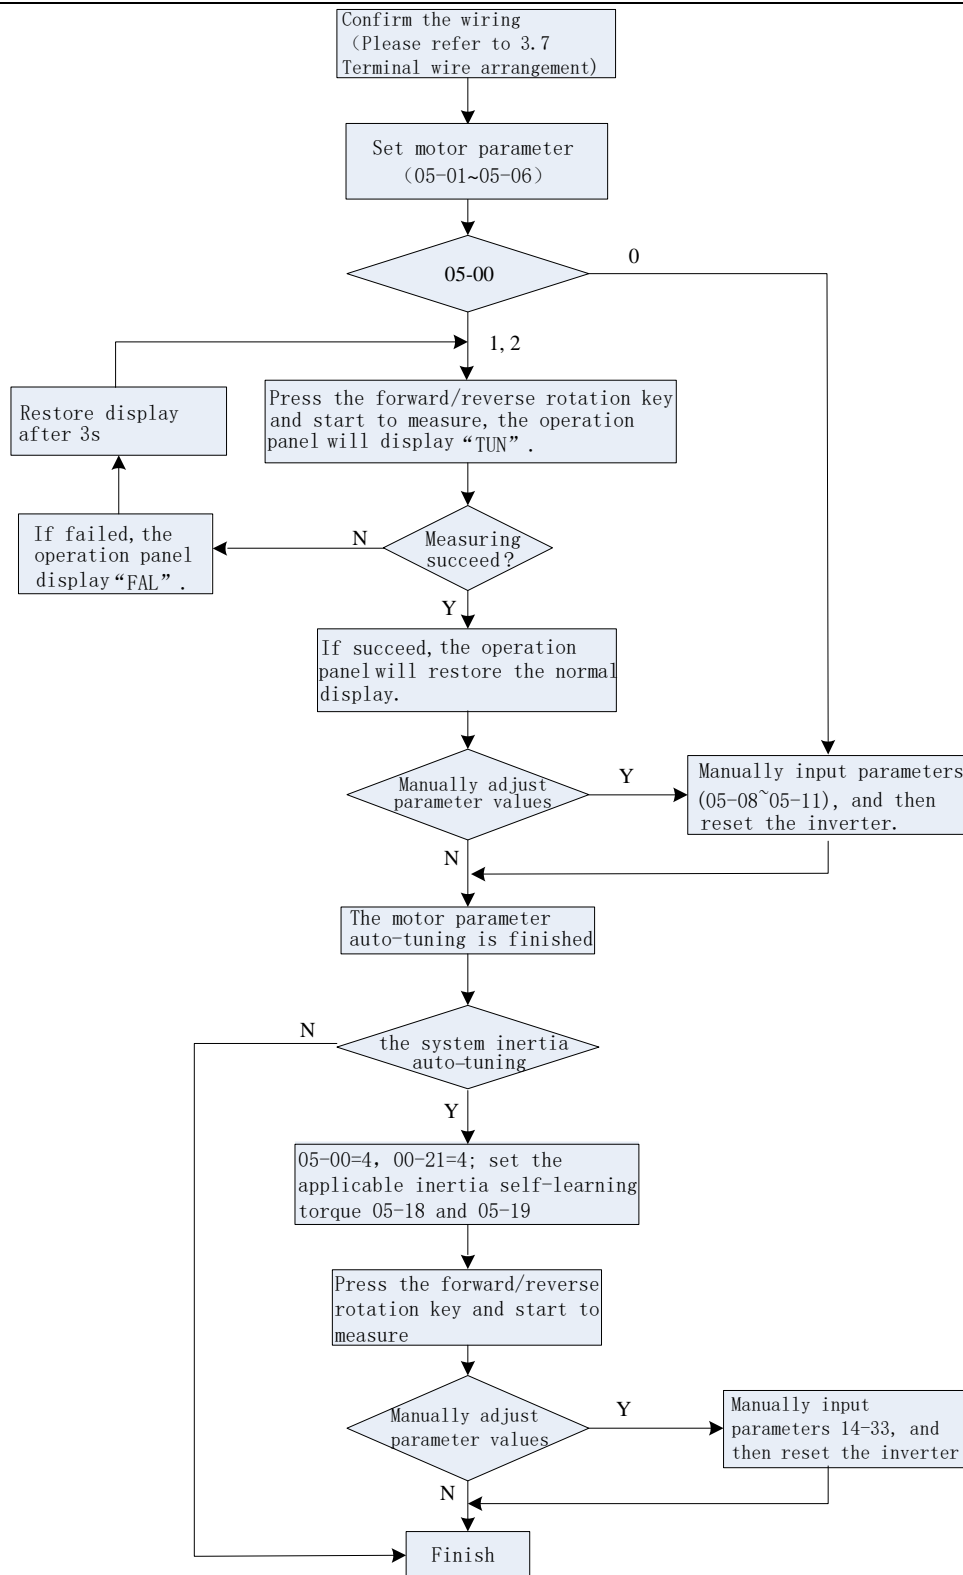 Confirm the wiring
（Please refer to 3.7
Terminal wire arrangement)
Set motor parameter
（05-01~05-06）
05-00
0
1, 2
Press the forward/reverse rotation key
and start to measure, the operation
panel will display “TUN”.
Restore display
after 3s
Measuring
succeed?
N
If failed, the
operation panel
display “FAL”.
Y
If succeed, the operation
panel will restore the normal
display.
Manually adjust
parameter values
Y
Manually input parameters
(05-08~05-11), and then
reset the inverter.
N
The motor parameter
auto-tuning is finished
the system inertia
auto-tuning
N
Y
05-00=4, 00-21=4; set the
applicable inertia self-learning
torque 05-18 and 05-19
Press the forward/reverse
rotation key and start to
measure
Manually adjust
parameter values
Y
Manually input
parameters 14-33, and
then reset the inverter
N
Finish